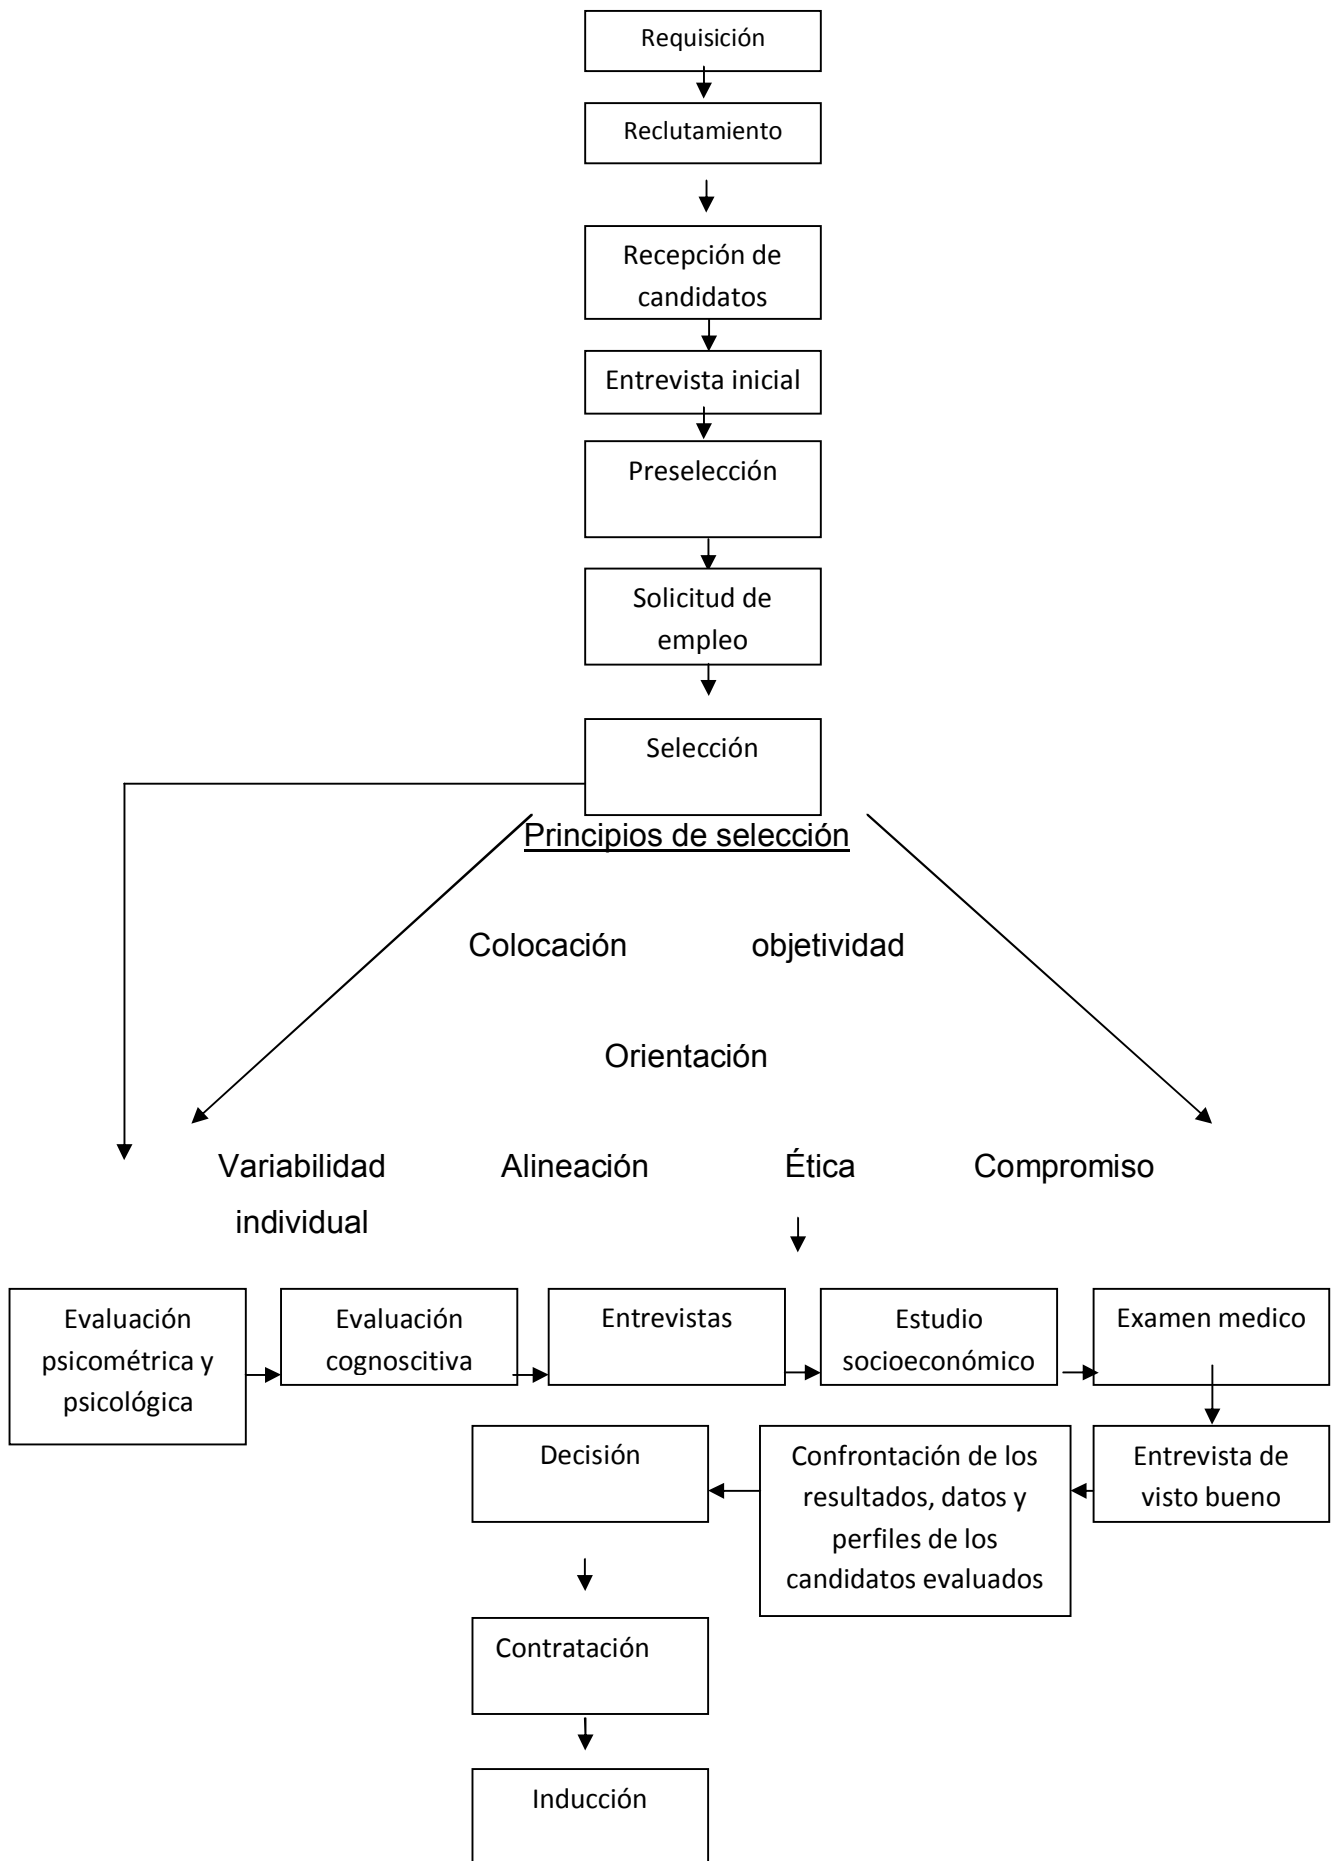 Requisición
Reclutamiento
Recepción de
candidatos
Entrevista inicial
Preselección
Solicitud de
empleo
Selección
Principios de selección
Colocación objetividad
Orientación
Variabilidad
individual
Alineación
Ética
Compromiso
Evaluación
psicométrica y
psicológica
Evaluación
cognoscitiva
Entrevistas
Estudio
socioeconómico
Examen medico
Entrevista de
visto bueno
Confrontación de los
resultados, datos y
perfiles de los
candidatos evaluados
Decisión
Contratación
Inducción